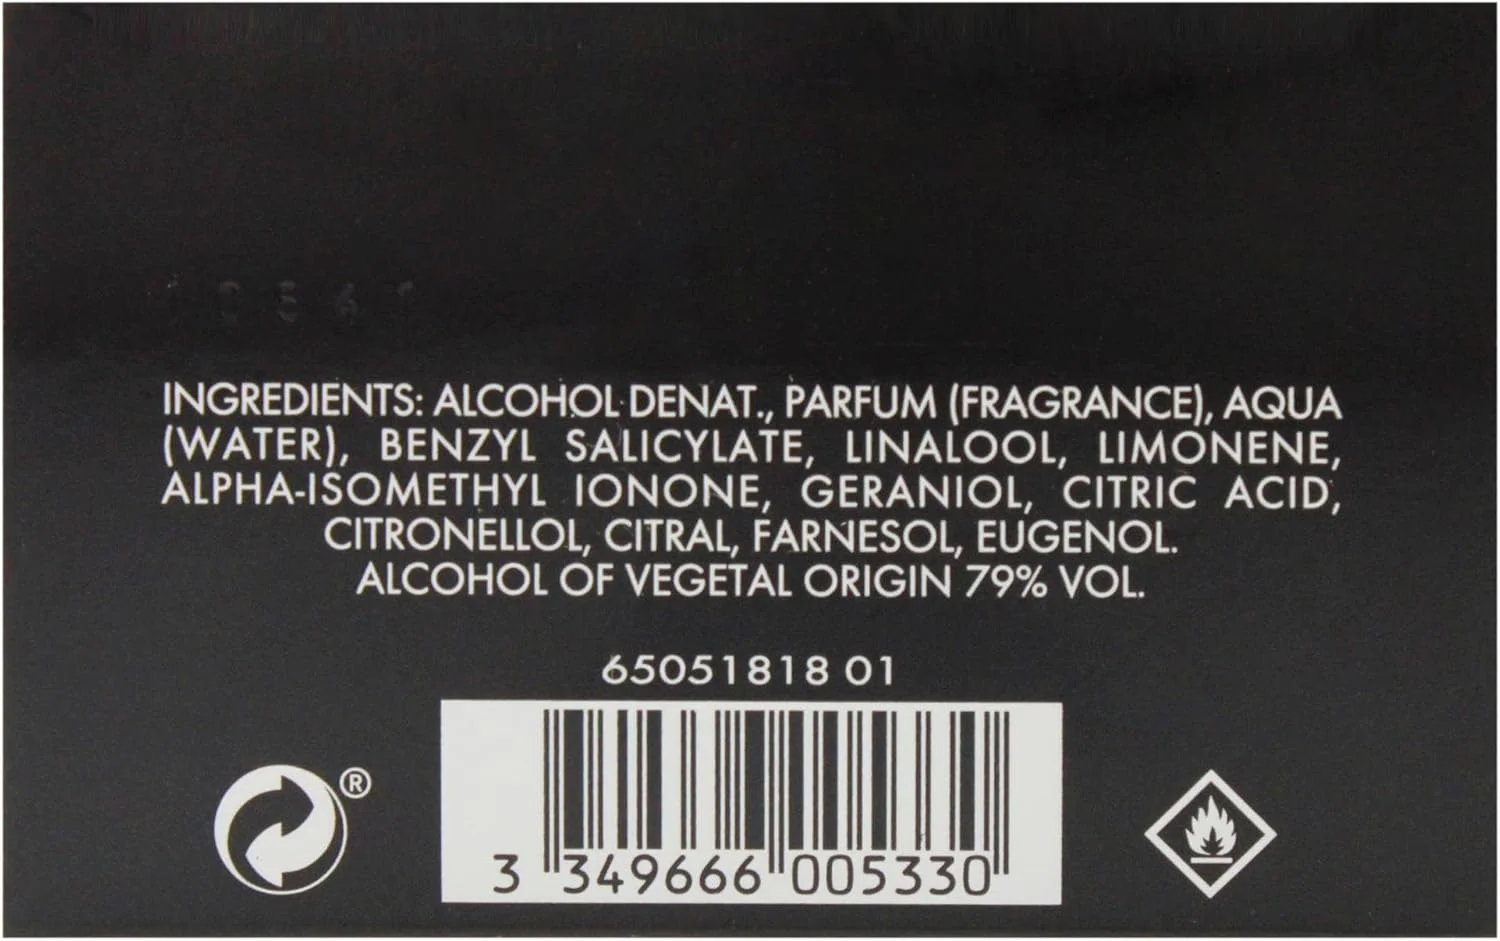 INGREDIENTS: ALCOHOL DENAT., PARFUM (FRAGRANCE), AQUA
(WATER), BENZYL SALICYLATE, LINALOOL, LIMONENE,
ALPHA-ISOMETHYL IONONE, GERANIOL, CITRIC ACID,
CITRONELLOL, CITRAL, FARNESOL, EUGENOL.
ALCOHOL OF VEGETAL ORIGIN 79% VOL.
65051818 01
®
3 349666 005330